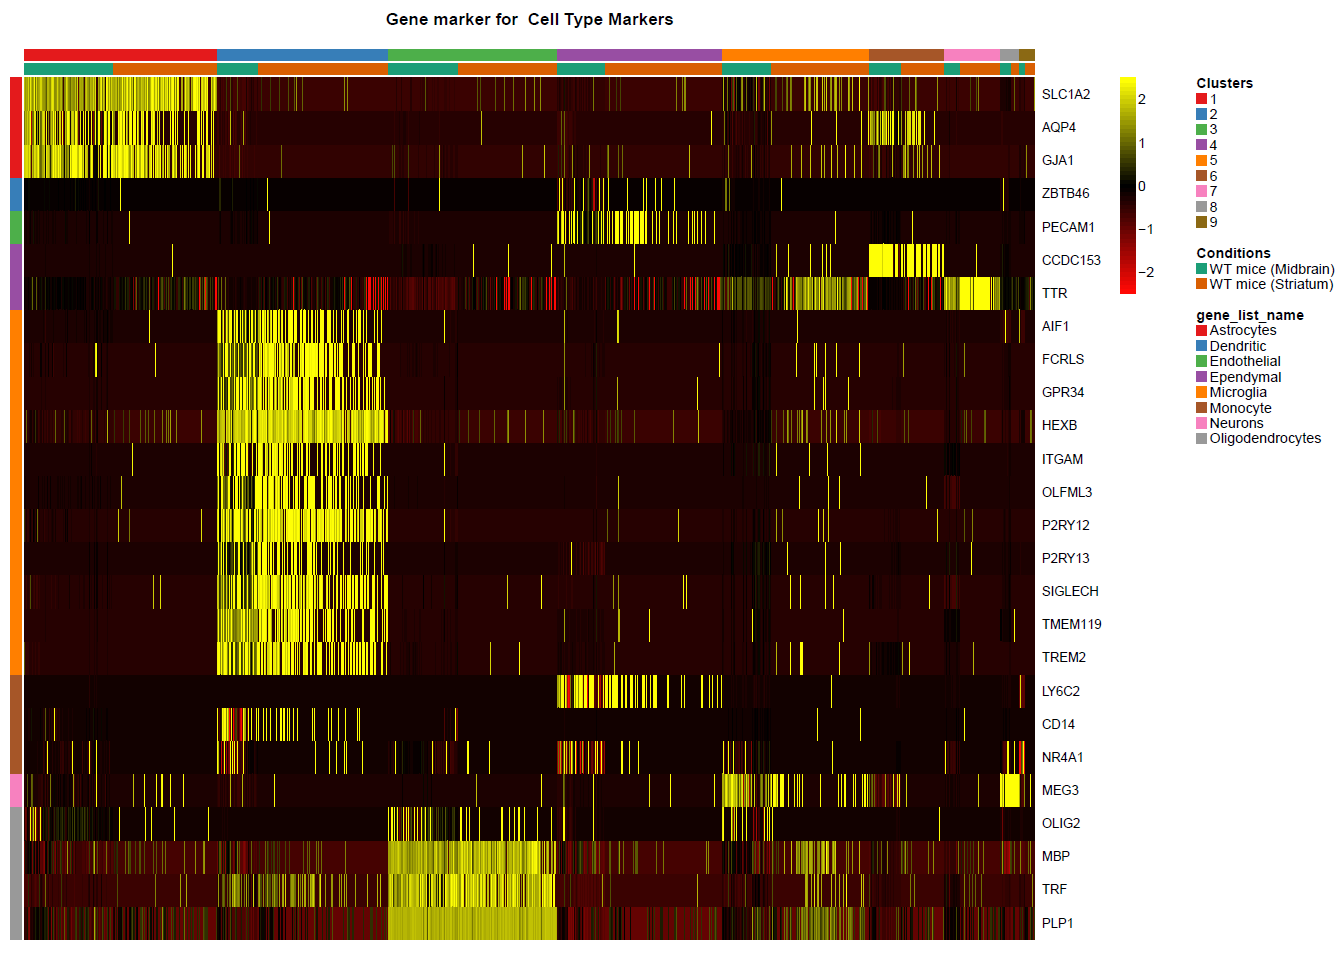 Gene marker for  Cell Type Markers
SLC1A2
AQP4
GJA1
ZBTB46
PECAM1
CCDC153
TTR
AIF1
FCRLS
GPR34
HEXB
ITGAM
OLFML3
P2RY12
P2RY13
SIGLECH
TMEM119
TREM2
LY6C2
CD14
NR4A1
MEG3
OLIG2
MBP
TRF
PLP1
2
1
0
−1
−2
Clusters
1
2
3
4
5
6
7
8
9
Conditions
WT mice (Midbrain)
WT mice (Striatum)
gene_list_name
Astrocytes
Dendritic
Endothelial
Ependymal
Microglia
Monocyte
Neurons
Oligodendrocytes